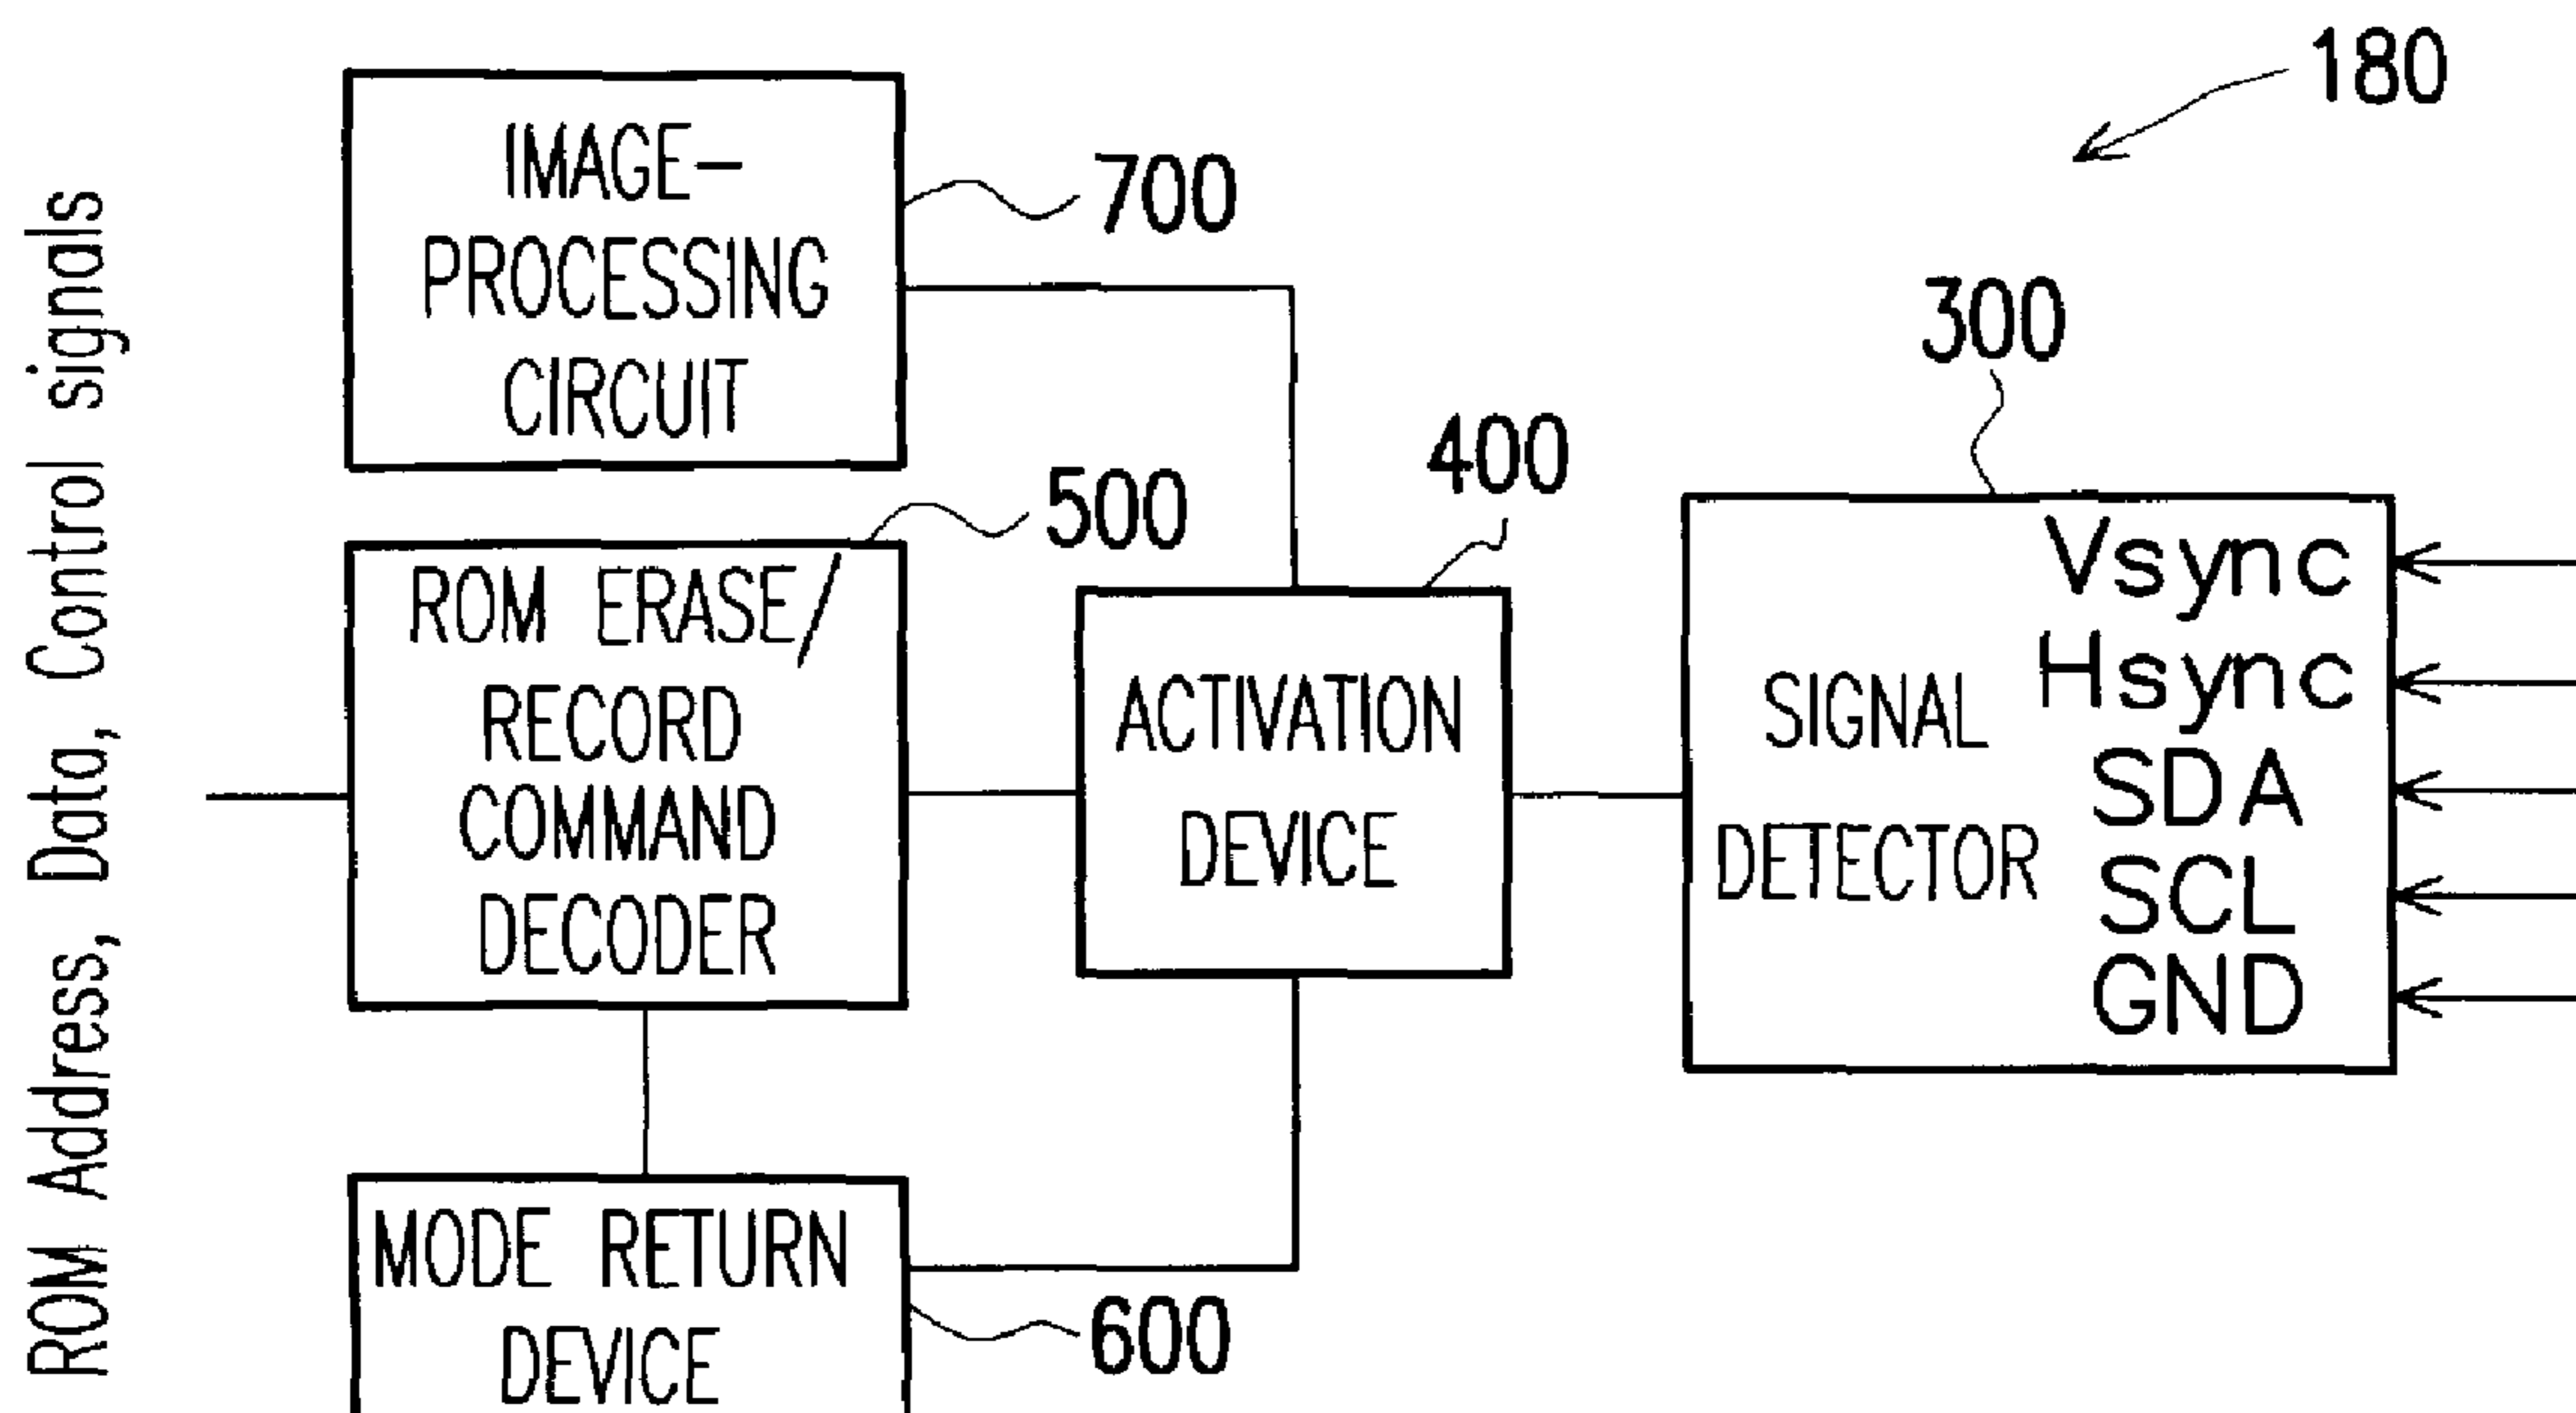 180
IMAGE-
PROCESSING
CIRCUIT
700
300
400
500
ROM ERASE/
RECORD
COMMAND
DECODER
ACTIVATION
DEVICE
SIGNAL
DETECTOR
Vsync
Hsync
SDA
SCL
GND
MODE RETURN
DEVICE
600
ROM Address, Data, Control signals